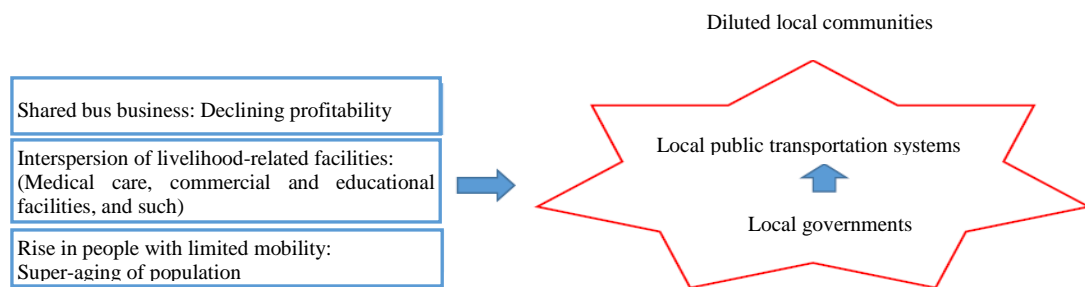 Diluted local communities
Shared bus business: Declining profitability
Interspersion of livelihood-related facilities:
(Medical care, commercial and educational
facilities, and such)
Rise in people with limited mobility:
Super-aging of population
Local public transportation systems
Local governments